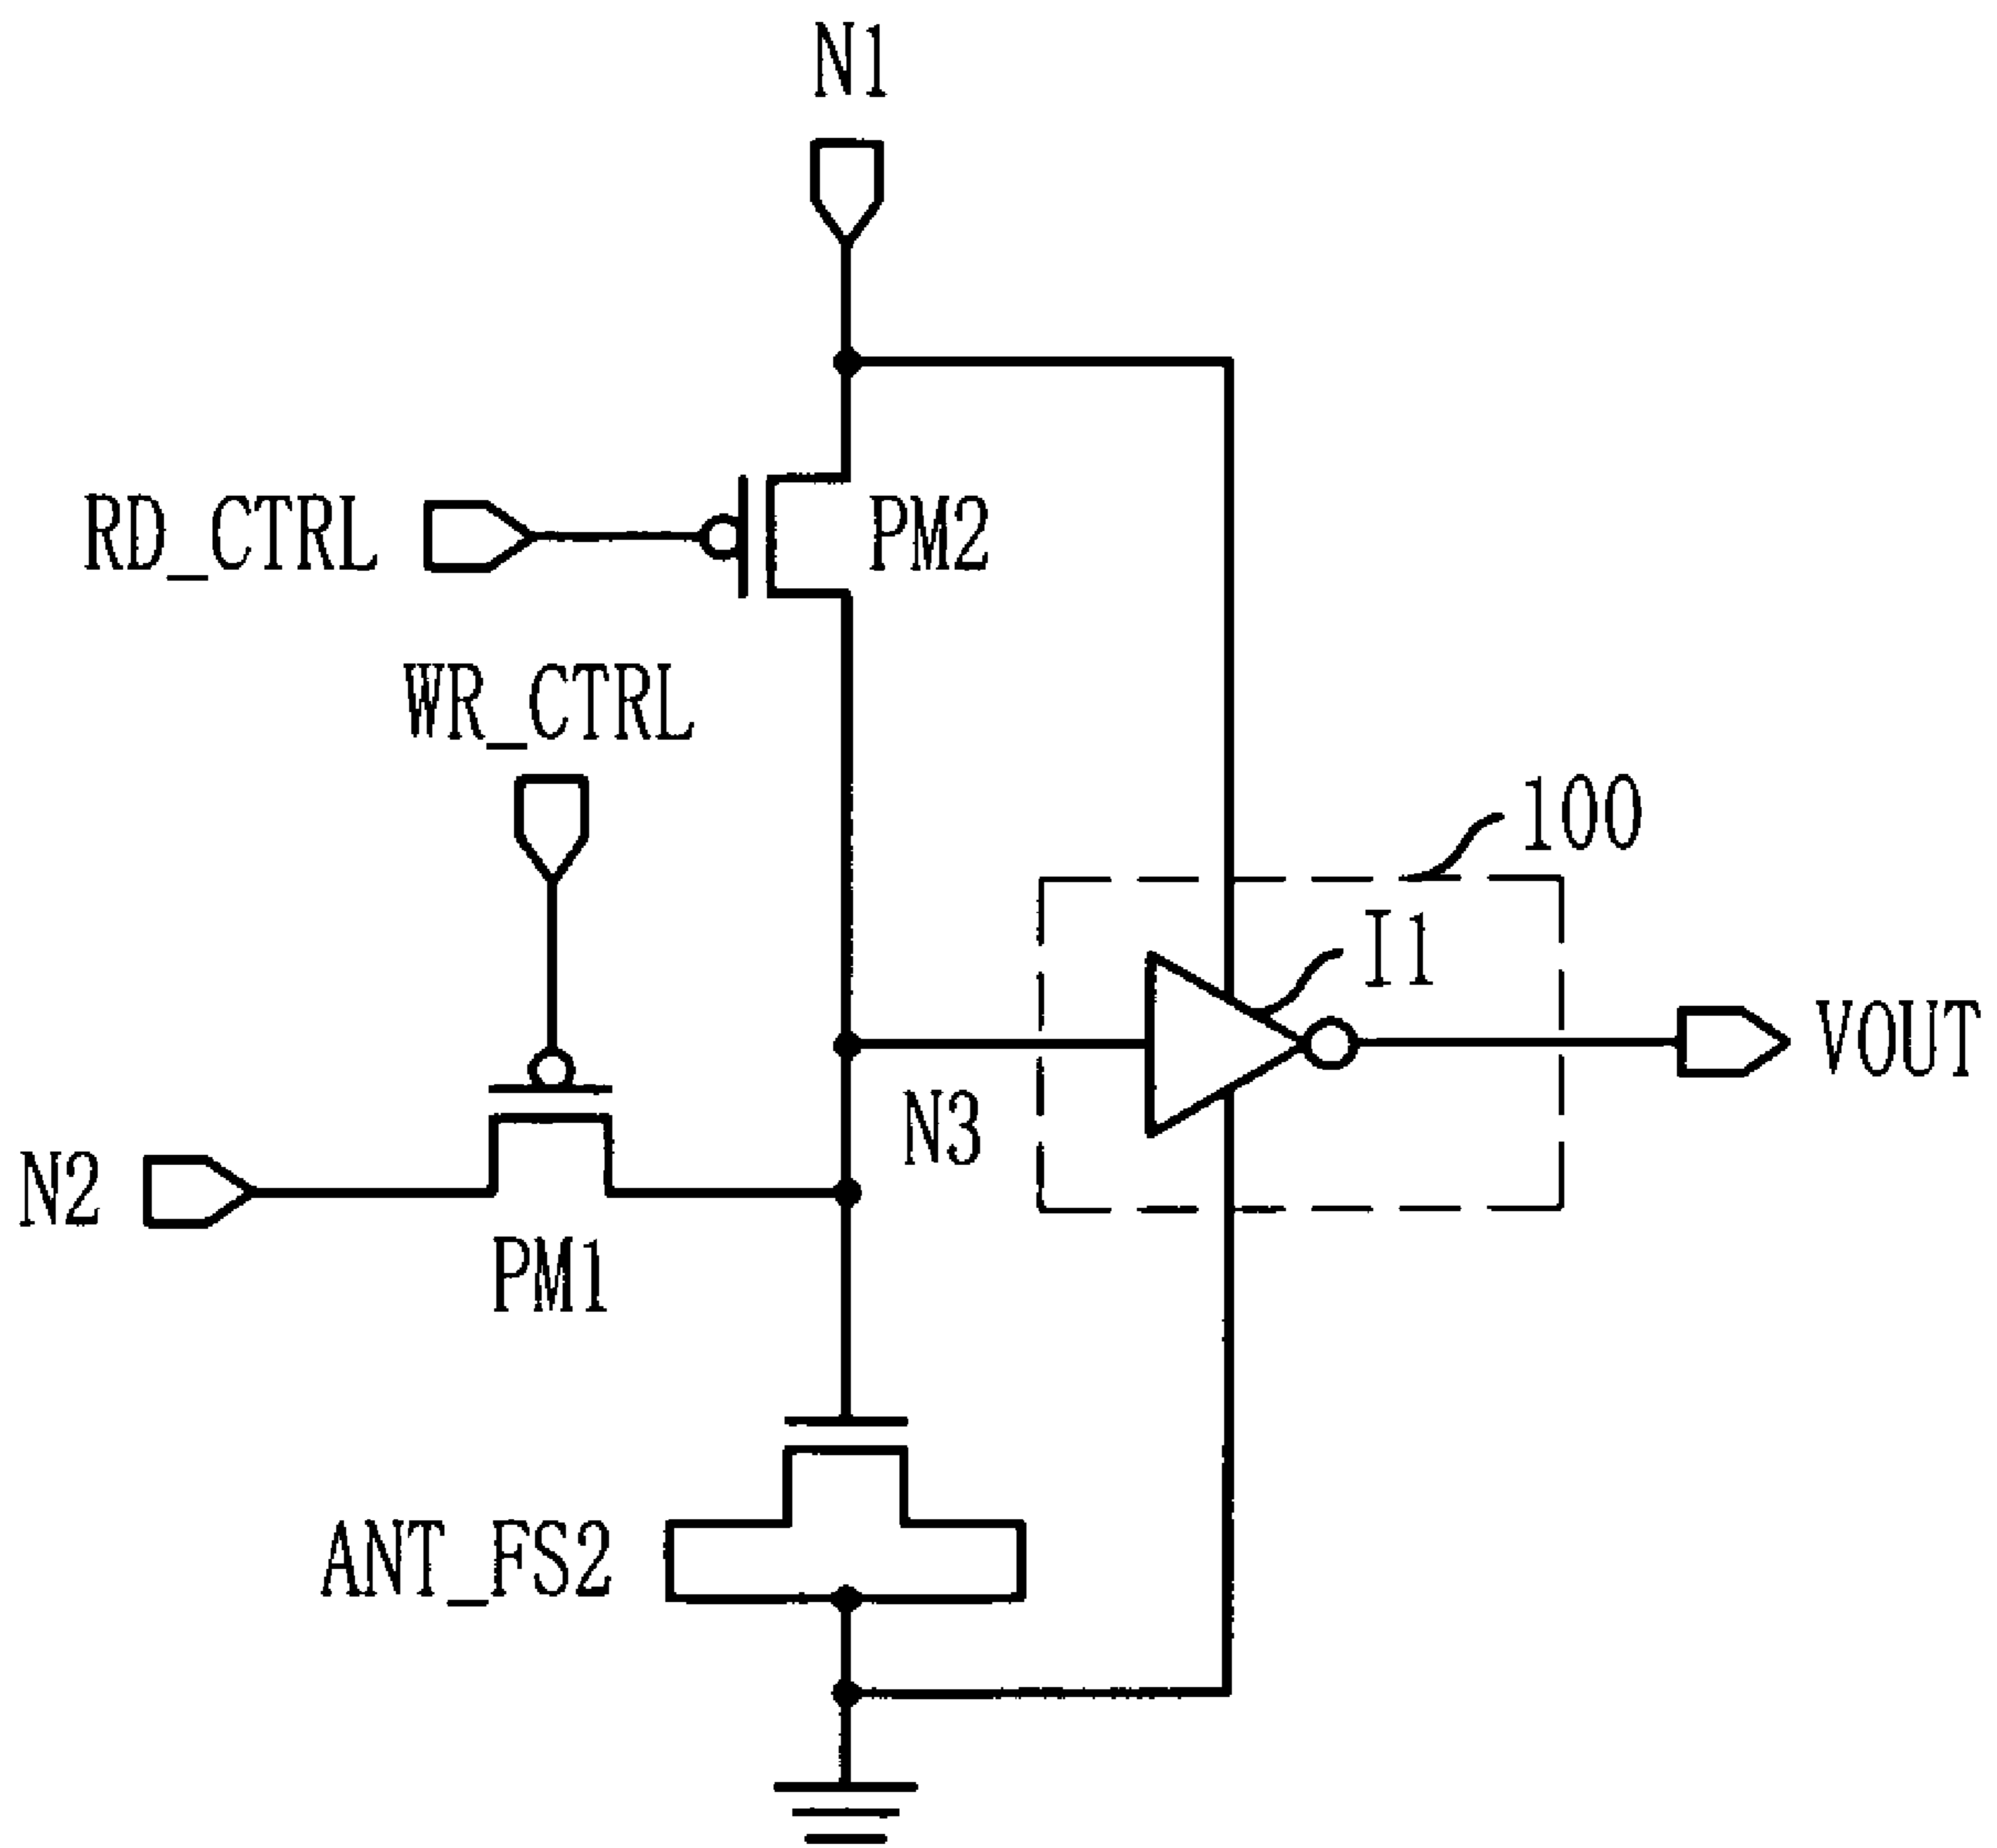 N1
RD_CTRL
PM2
WR_CTRL
100
I1
VOUT
N3
N2
PM1
ANT_FS2